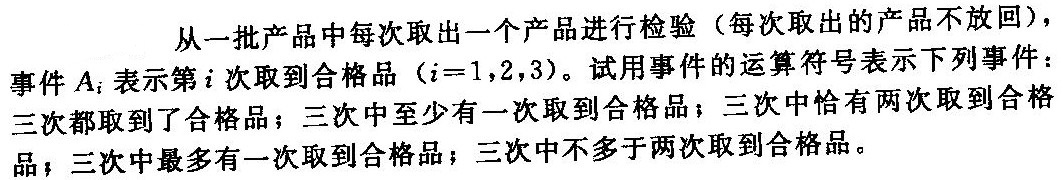 从一批产品中每次取出一个产品进行检验（每次取出的产品不放回），
事件 Aᵢ 表示第 i 次取到合格品（i＝1,2,3）。试用事件的运算符号表示下列事件：
三次都取到了合格品；三次中至少有一次取到合格品；三次中恰有两次取到合格
品；三次中最多有一次取到合格品；三次中不多于两次取到合格品。